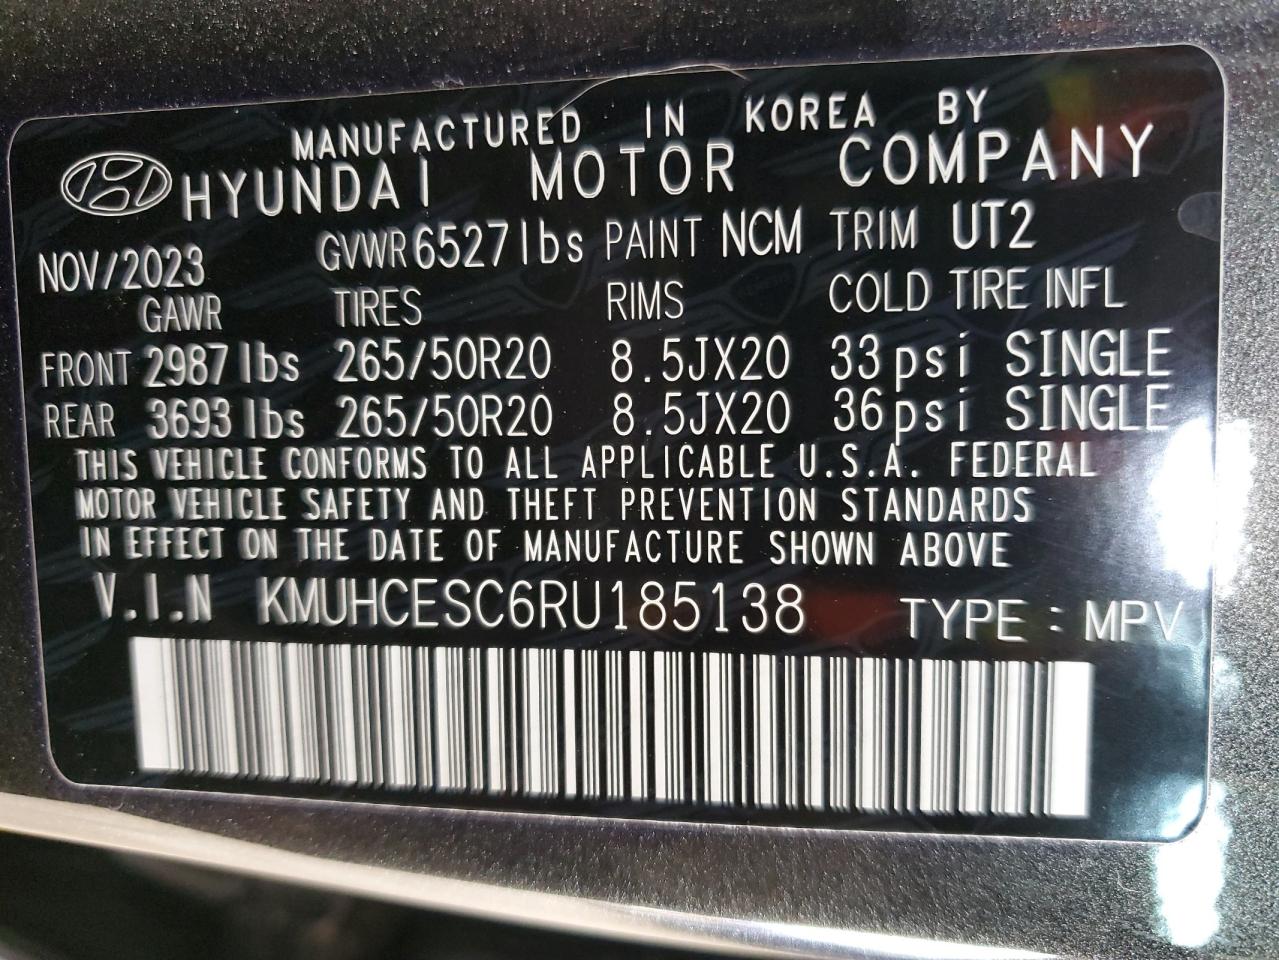 MANUFACTURED IN KOREA BY
HYUNDAI MOTOR COMPANY
NOV/2023 GVWR 6527lbs PAINT NCM TRIM UT2
GAWR TIRES RIMS COLD TIRE INFL
FRONT 2987lbs 265/50R20 8.5JX20 33psi SINGLE
REAR 3693lbs 265/50R20 8.5JX20 36psi SINGLE
THIS VEHICLE CONFORMS TO ALL APPLICABLE U.S.A. FEDERAL
MOTOR VEHICLE SAFETY AND THEFT PREVENTION STANDARDS
IN EFFECT ON THE DATE OF MANUFACTURE SHOWN ABOVE
V.I.N KMUHCESC6RU185138 TYPE : MPV